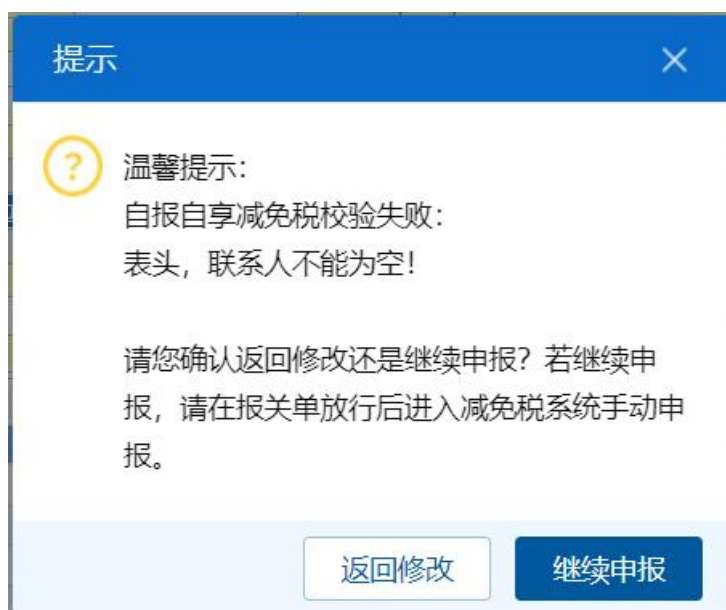 提示
温馨提示：
自报自享减免税校验失败：
表头，联系人不能为空！
请您确认返回修改还是继续申报？若继续申
报，请在报关单放行后进入减免税系统手动申
报。
返回修改
继续申报